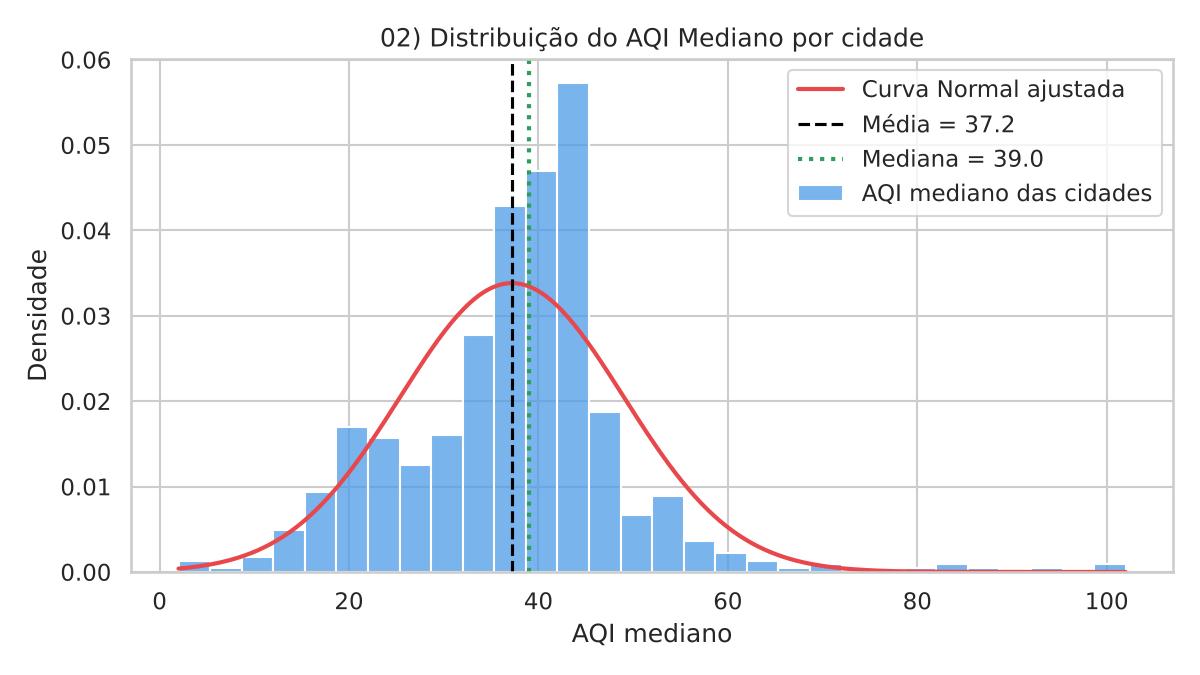 02) Distribuição do AQI Mediano por cidade
Curva Normal ajustada
Média = 37.2
Mediana = 39.0
AQI mediano das cidades
Densidade
0.06
0.05
0.04
0.03
0.02
0.01
0.00
0 20 40 60 80 100
AQI mediano